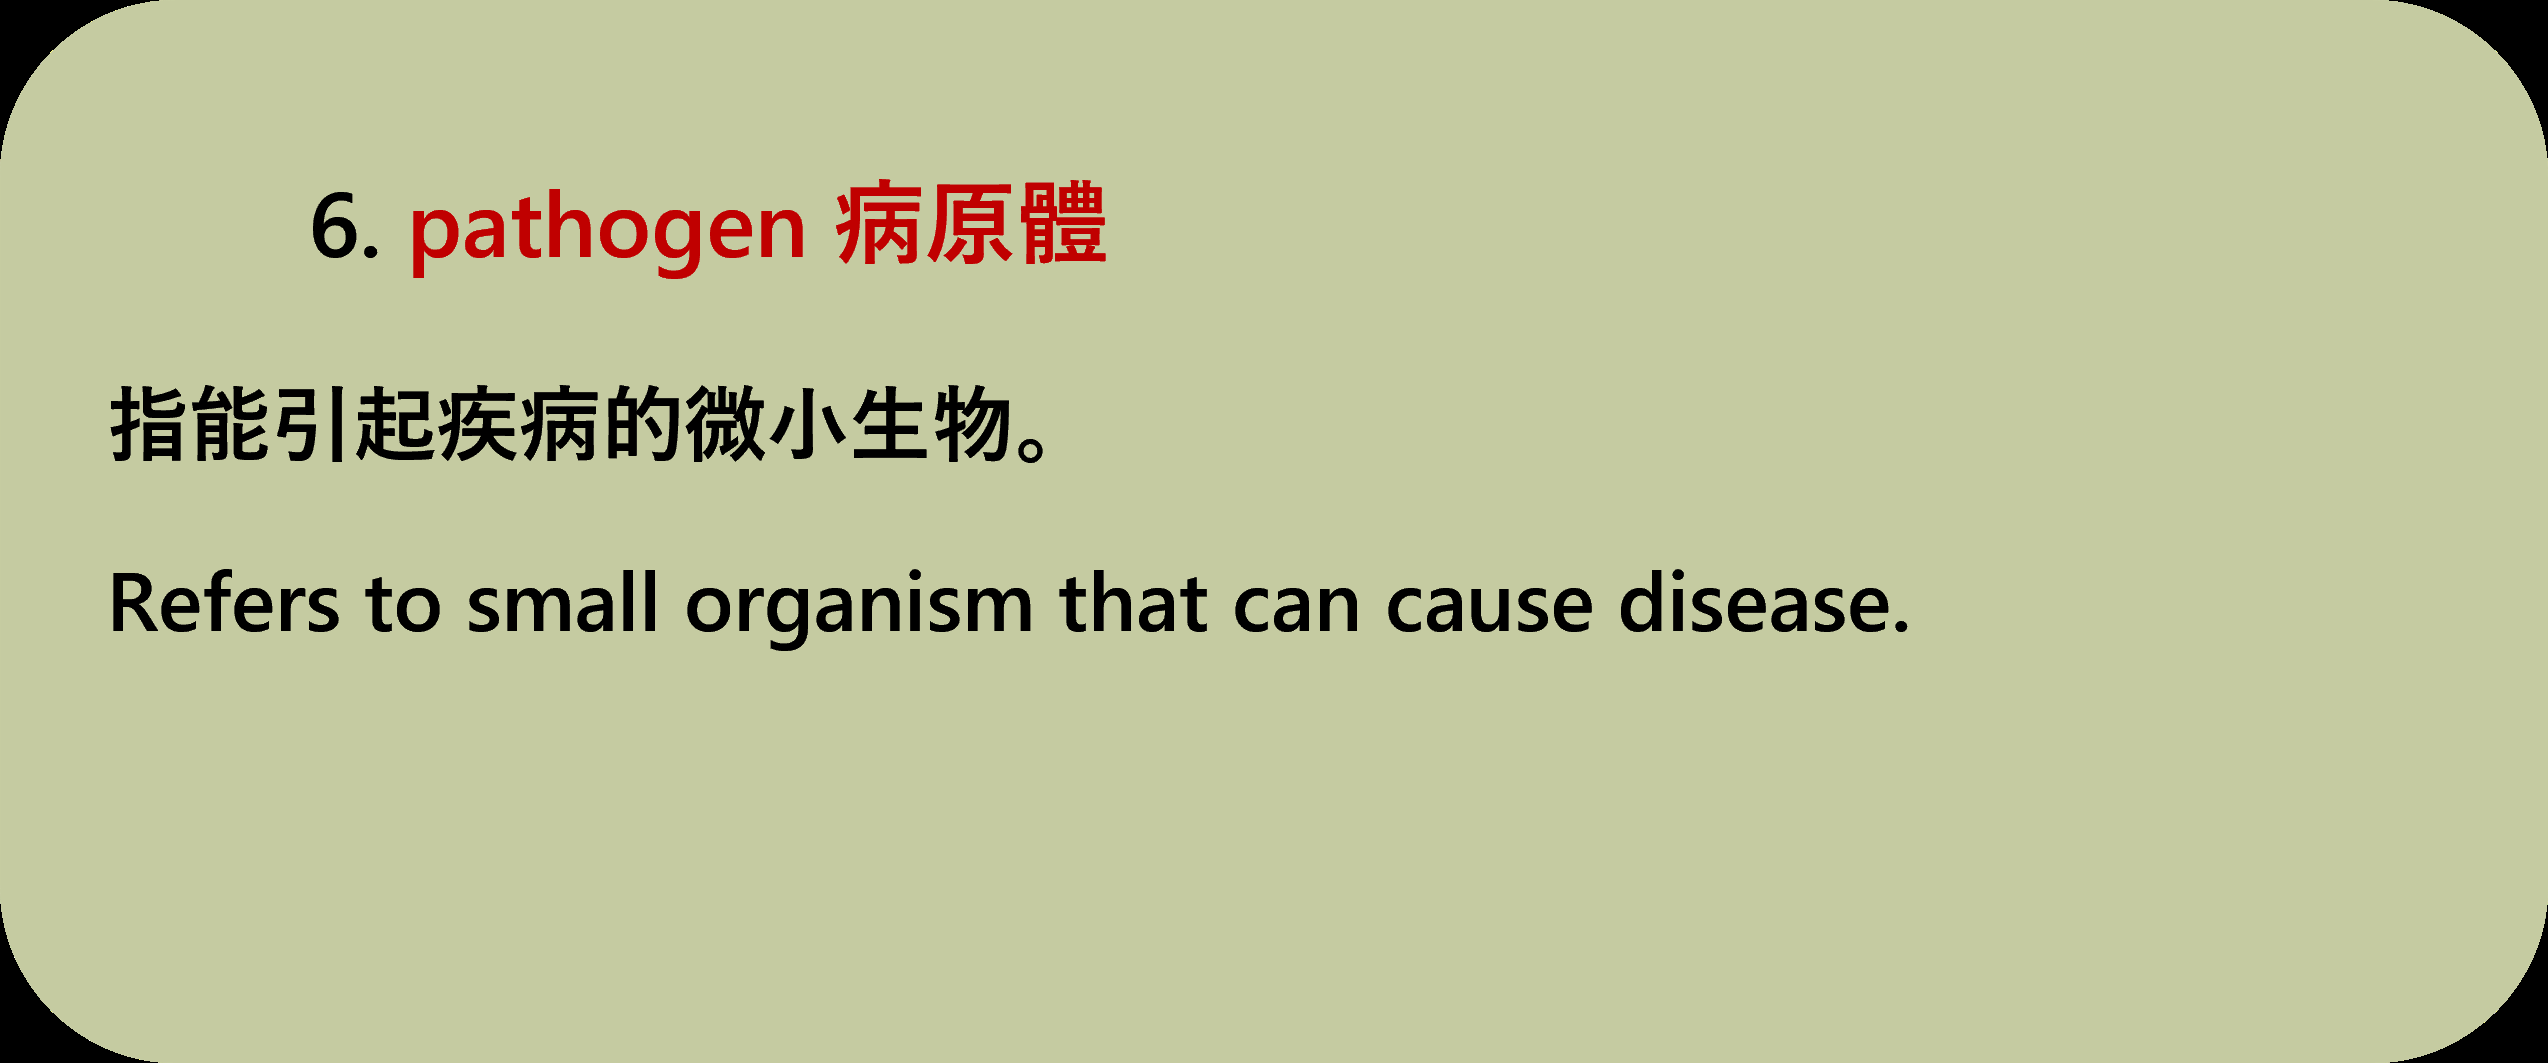 6. pathogen 病原體
指能引起疾病的微小生物。
Refers to small organism that can cause disease.